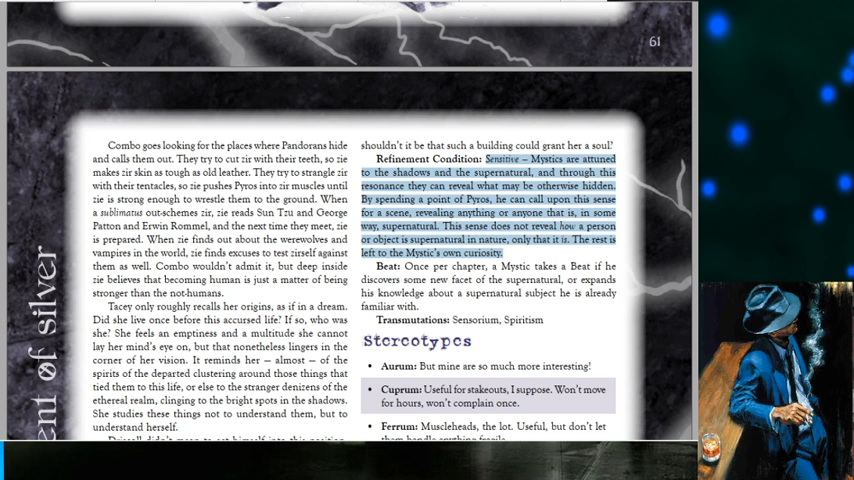 61
ent of silver
Combo goes looking for the places where Pandorans hide
and calls them out. They try to cut zir with their teeth, so zie
makes zir skin as tough as old leather. They try to strangle zir
with their tentacles, so zie pushes Pyros into zir muscles until
zie is strong enough to wrestle them to the ground. When
a sublimatus out-schemes zir, zie reads Sun Tzu and George
Patton and Erwin Rommel, and the next time they meet, zie
is prepared. When zie finds out about the werewolves and
vampires in the world, zie finds excuses to test zirself against
them as well. Combo wouldn't admit it, but deep inside
zie believes that becoming human is just a matter of being
stronger than the not-humans.
Tacey only roughly recalls her origins, as if in a dream.
Did she live once before this accursed life? If so, who was
she? She feels an emptiness and a multitude she cannot
lay her mind's eye on, but that nonetheless lingers in the
corner of her vision. It reminds her – almost – of the
spirits of the departed clustering around those things that
tied them to this life, or else to the stranger denizens of the
ethereal realm, clinging to the bright spots in the shadows.
She studies these things not to understand them, but to
understand herself.
shouldn't it be that such a building could grant her a soul?
Refinement Condition: Sensitive – Mystics are attuned
to the shadows and the supernatural, and through this
resonance they can reveal what may be otherwise hidden.
By spending a point of Pyros, he can call upon this sense
for a scene, revealing anything or anyone that is, in some
way, supernatural. This sense does not reveal how a person
or object is supernatural in nature, only that it is. The rest is
left to the Mystic's own curiosity.
Beat: Once per chapter, a Mystic takes a Beat if he
discovers some new facet of the supernatural, or expands
his knowledge about a supernatural subject he is already
familiar with.
Transmutations: Sensorium, Spiritism
Stereotypes
• Aurum: But mine are so much more interesting!
• Cuprum: Useful for stakeouts, I suppose. Won't move
for hours, won't complain once.
• Ferrum: Muscleheads, the lot. Useful, but don't let
them handle anything fragile.